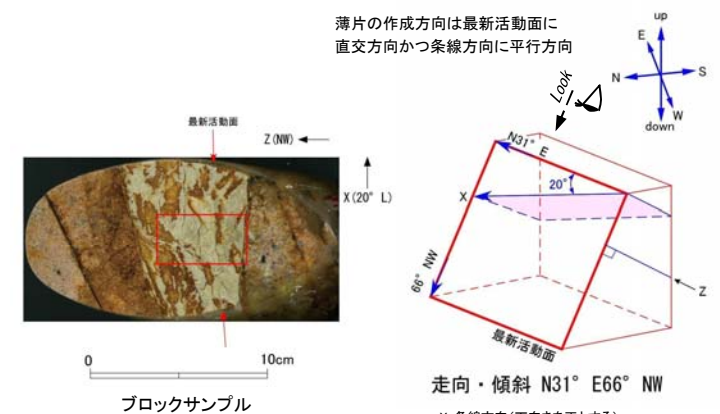 薄片の作成方向は最新活動面に
直交方向かつ条線方向に平行方向
up
E
N
S
W
down
Look
最新活動面
Z(NW)
X(20° L)
N31° E
20°
X
66° NW
Z
最新活動面
0
10cm
ブロックサンプル
走向・傾斜 N31° E66° NW